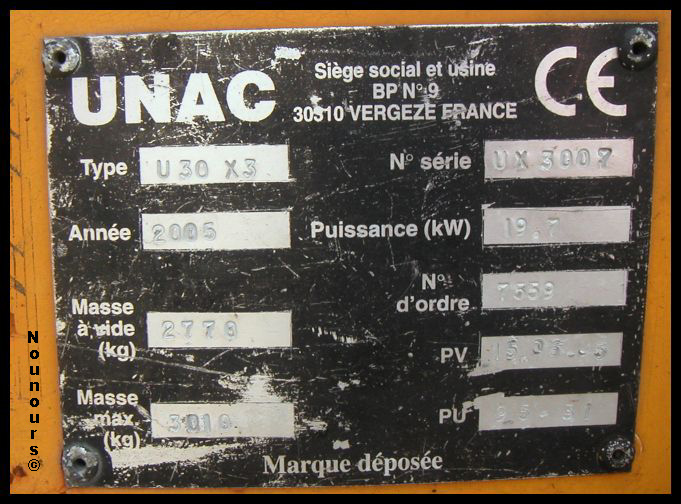 UNAC
Siège social et usine
BP N° 9
30310 VERGEZE FRANCE
CE
Type U30 X3
N° série UX 3007
Année 2005
Puissance (kW) 19.7
N° d'ordre 7559
Masse à vide (kg) 2770
PV
Masse max. (kg) 3010
PU
Marque déposée
Nounours©